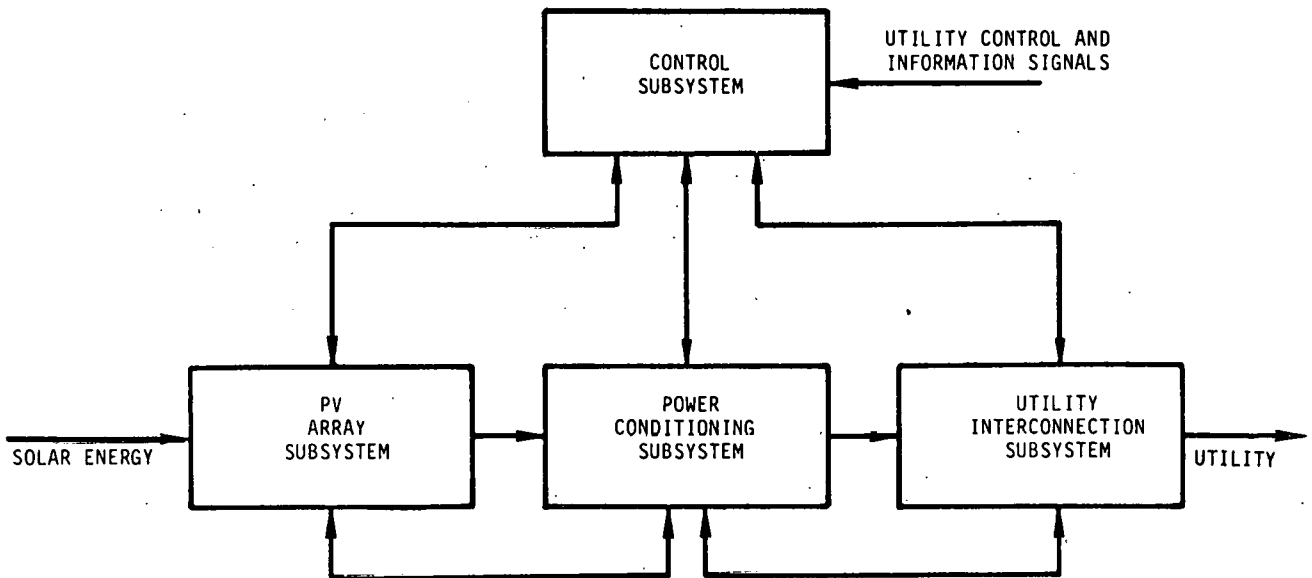 CONTROL
SUBSYSTEM
UTILITY CONTROL AND
INFORMATION SIGNALS
PV
ARRAY
SUBSYSTEM
POWER
CONDITIONING
SUBSYSTEM
UTILITY
INTERCONNECTION
SUBSYSTEM
SOLAR ENERGY
UTILITY